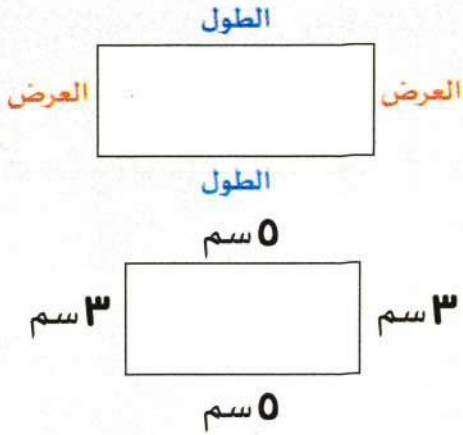 الطول
العرض
العرض
الطول
٥ سم
٣ سم
٣ سم
٥ سم